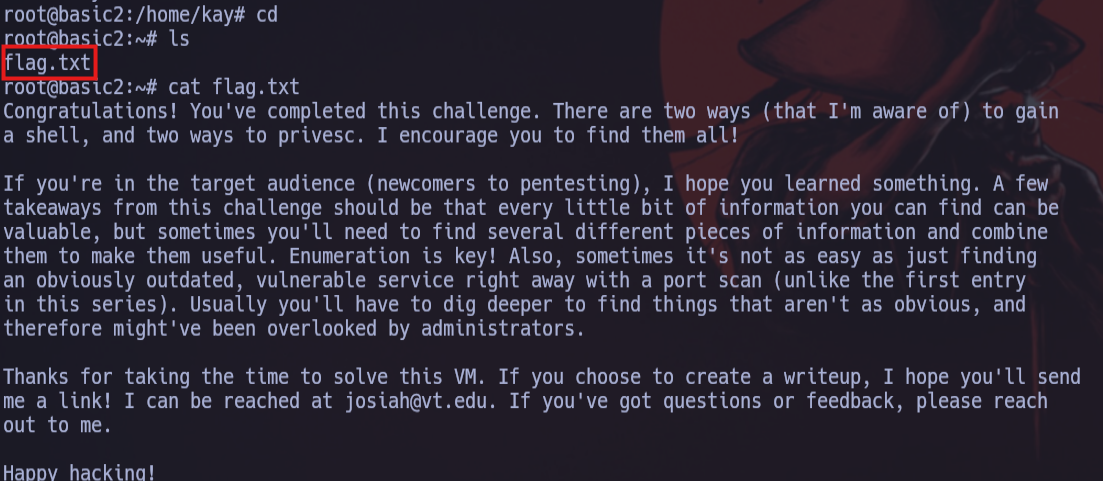 root@basic2:/home/kay# cd
root@basic2:~# ls
flag.txt
root@basic2:~# cat flag.txt
Congratulations! You've completed this challenge. There are two ways (that I'm aware of) to gain
a shell, and two ways to privesc. I encourage you to find them all!
If you're in the target audience (newcomers to pentesting), I hope you learned something. A few
takeaways from this challenge should be that every little bit of information you can find can be
valuable, but sometimes you'll need to find several different pieces of information and combine
them to make them useful. Enumeration is key! Also, sometimes it's not as easy as just finding
an obviously outdated, vulnerable service right away with a port scan (unlike the first entry
in this series). Usually you'll have to dig deeper to find things that aren't as obvious, and
therefore might've been overlooked by administrators.
Thanks for taking the time to solve this VM. If you choose to create a writeup, I hope you'll send
me a link! I can be reached at josiah@vt.edu. If you've got questions or feedback, please reach
out to me.
Happy hacking!